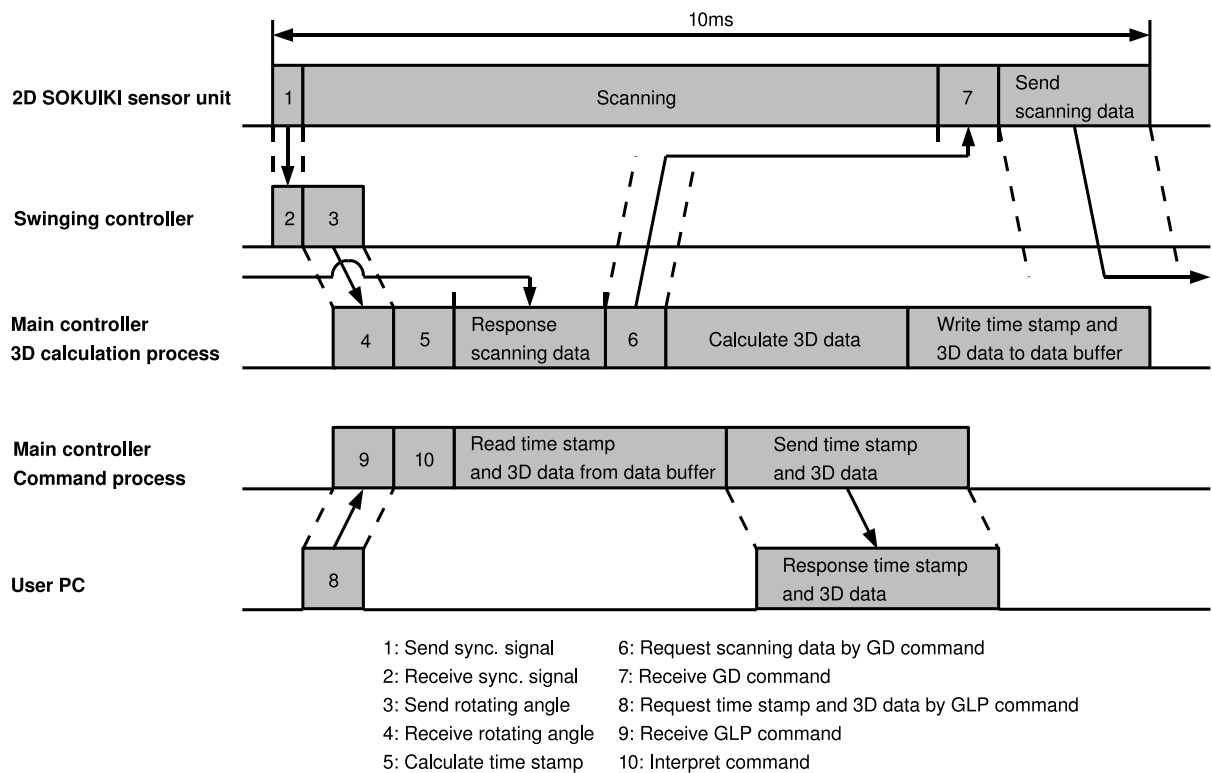 10ms
2D SOKUIKI sensor unit
1
Scanning
7
Send
scanning data
Swinging controller
2
3
Main controller
3D calculation process
4
5
Response
scanning data
6
Calculate 3D data
Write time stamp and
3D data to data buffer
Main controller
Command process
9
10
Read time stamp
and 3D data from data buffer
Send time stamp
and 3D data
User PC
8
Response time stamp
and 3D data
1: Send sync. signal
2: Receive sync. signal
3: Send rotating angle
4: Receive rotating angle
5: Calculate time stamp
6: Request scanning data by GD command
7: Receive GD command
8: Request time stamp and 3D data by GLP command
9: Receive GLP command
10: Interpret command